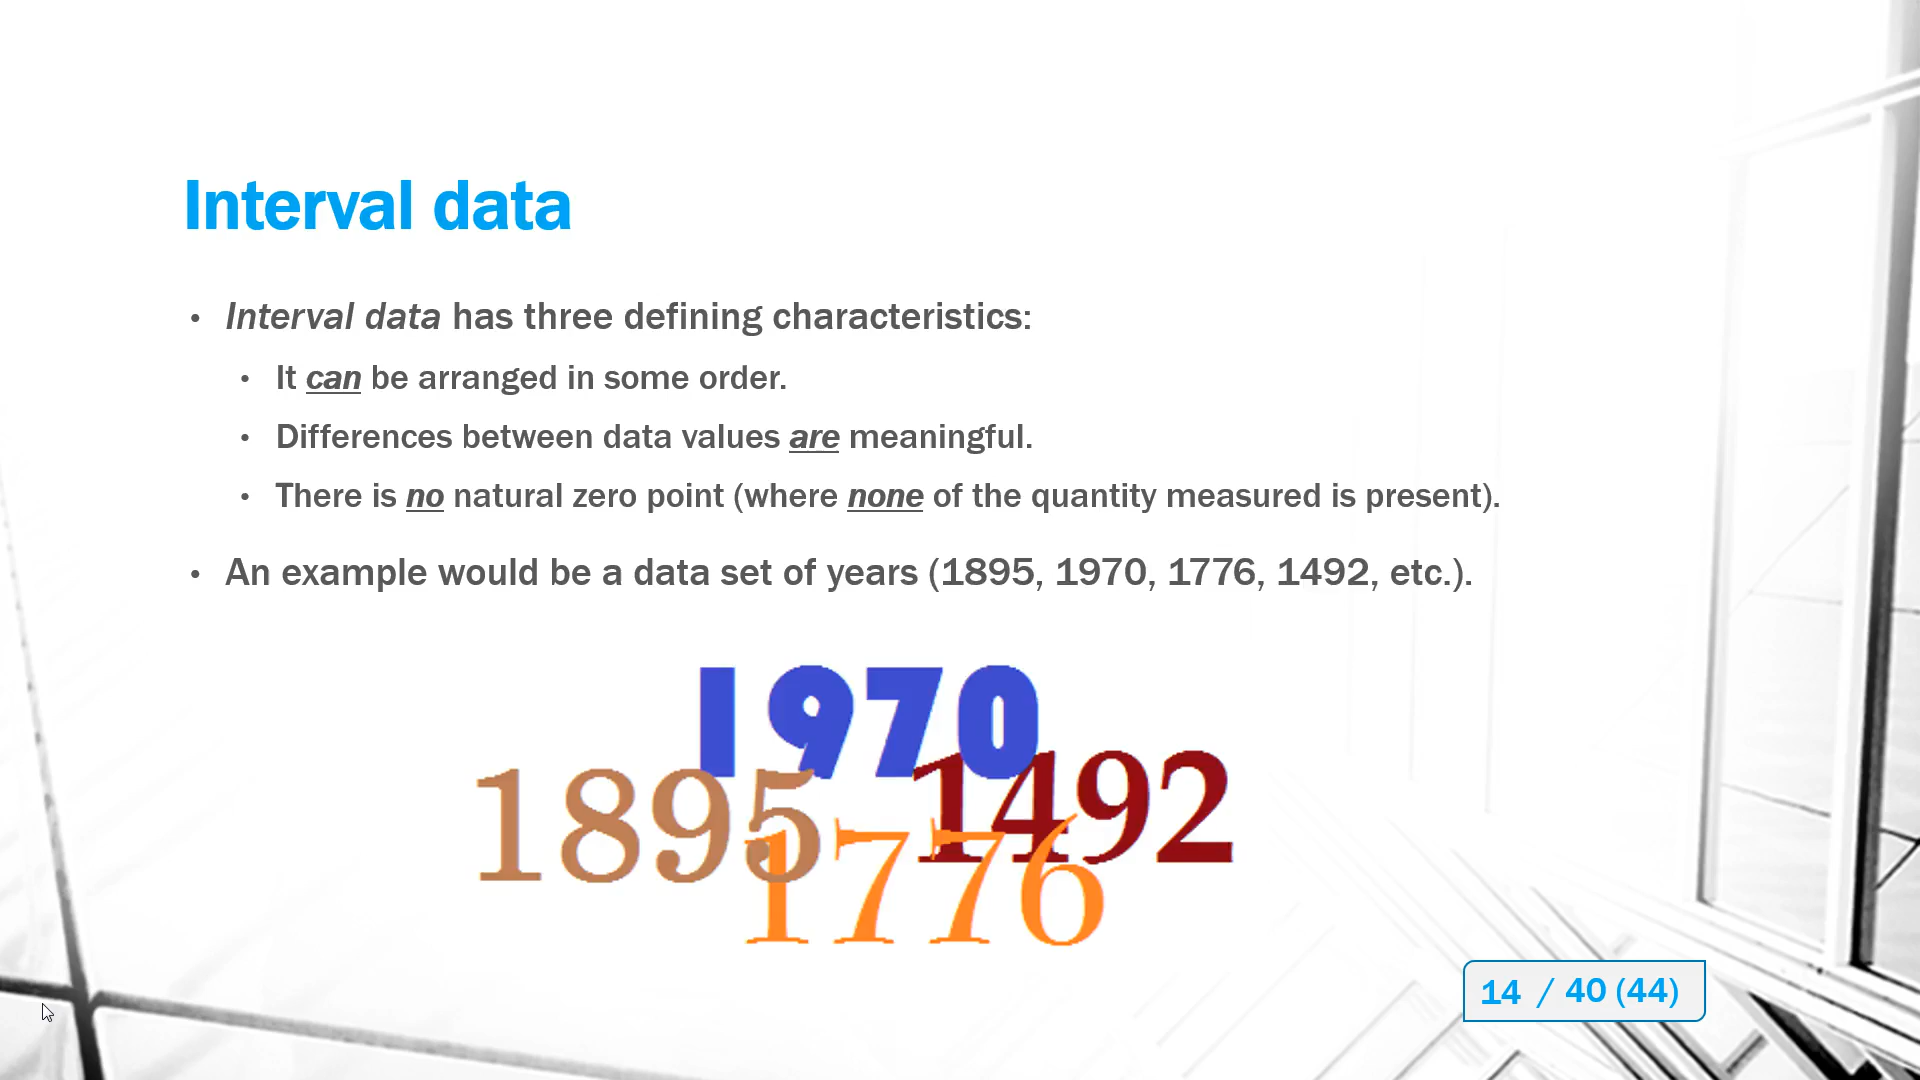 Interval data
• Interval data has three defining characteristics:
• It can be arranged in some order.
• Differences between data values are meaningful.
• There is no natural zero point (where none of the quantity measured is present).
• An example would be a data set of years (1895, 1970, 1776, 1492, etc.).
1970
1895
1492
1776
14 / 40 (44)